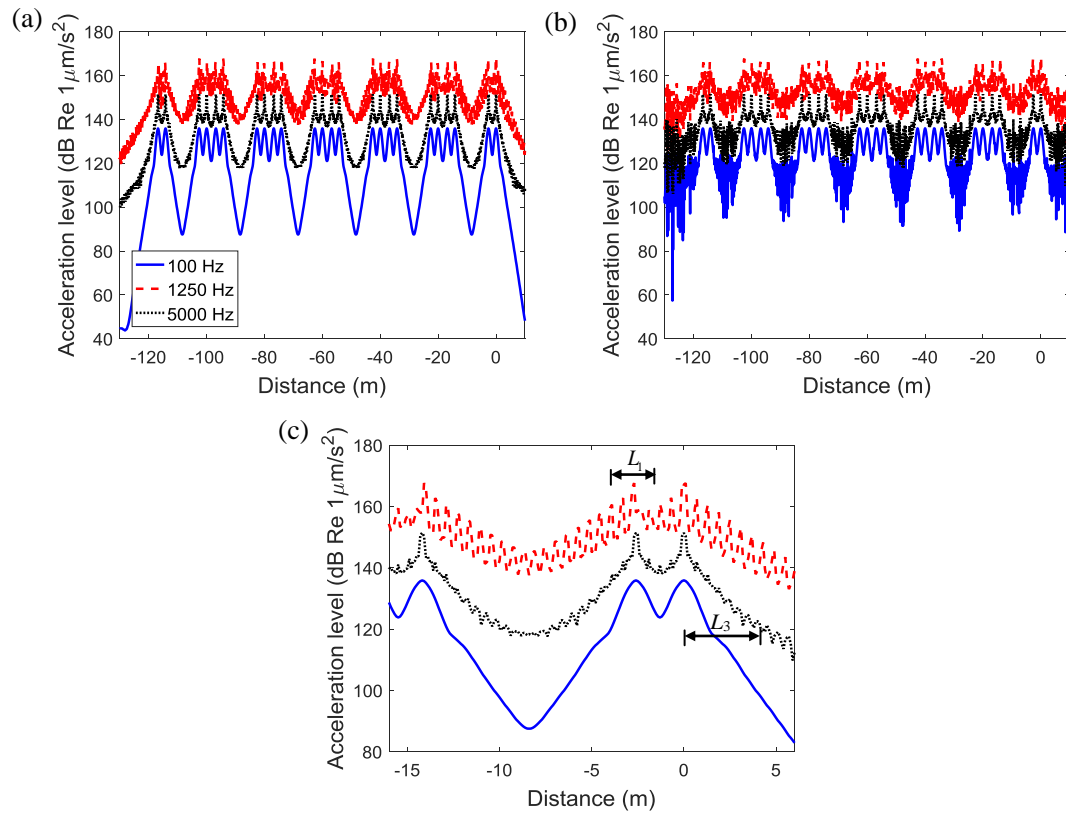 (a)
Acceleration level (dB Re 1μm/s²)
180
160
140
120
100
80
60
40
-120 -100 -80 -60 -40 -20 0
Distance (m)
100 Hz
1250 Hz
5000 Hz
(b)
Acceleration level (dB Re 1μm/s²)
180
160
140
120
100
80
60
40
-120 -100 -80 -60 -40 -20 0
Distance (m)
(c)
Acceleration level (dB Re 1μm/s²)
180
160
140
120
100
80
-15 -10 -5 0 5
Distance (m)
L₁
L₃